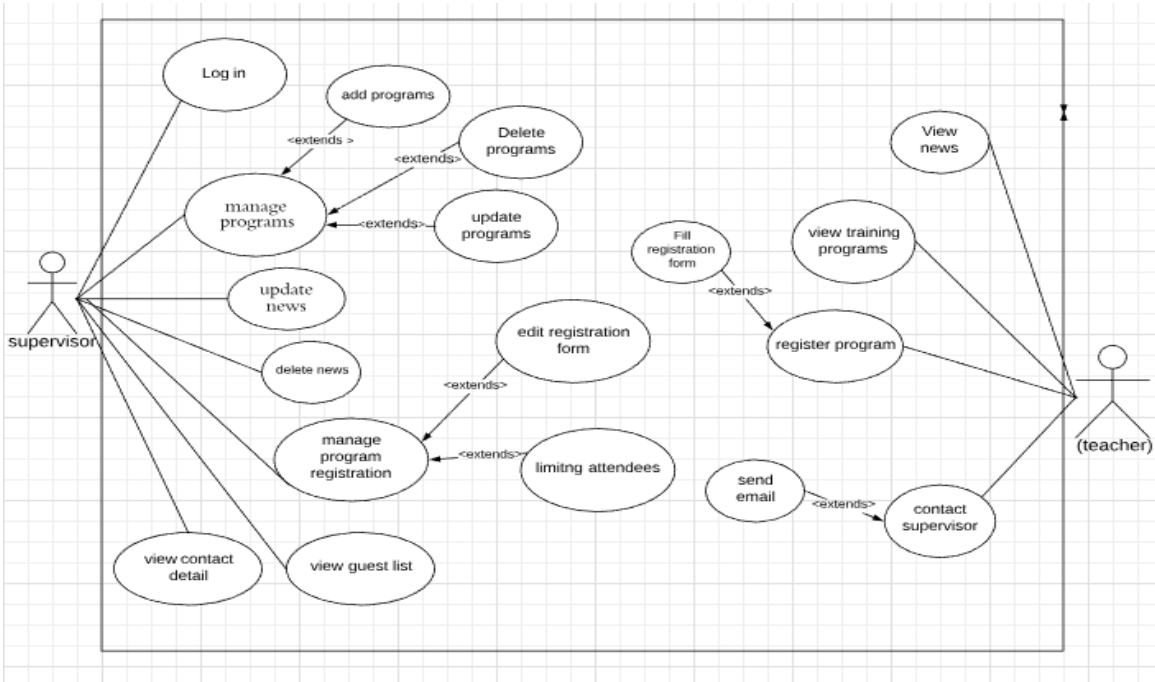 Log in
add programs
<extends >
Delete
programs
<extends>
manage
programs
<extends>
update
programs
View
news
Fill
registration
form
view training
programs
<extends>
supervisor
update
news
edit registration
form
register program
delete news
<extends>
(teacher)
manage
program
registration
<extends>
limitng attendees
send
email
<extends>
contact
supervisor
view contact
detail
view guest list